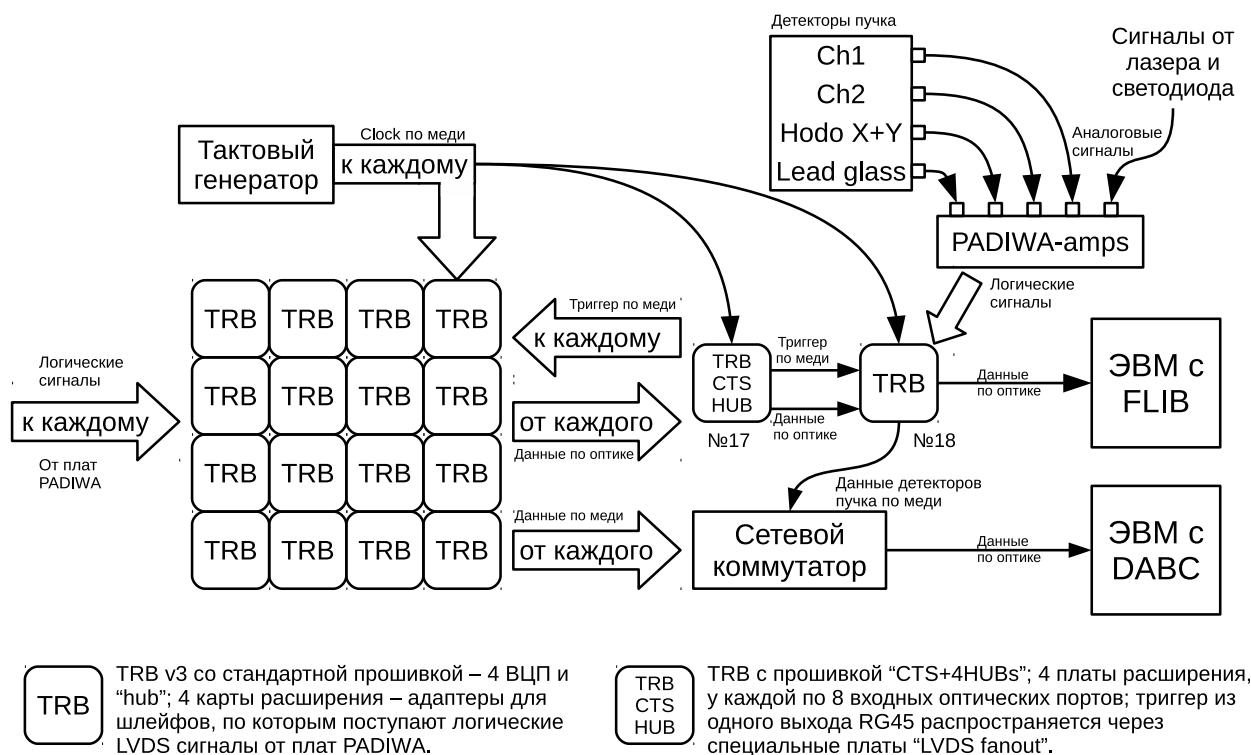 Детекторы пучка
Ch1
Ch2
Hodo X+Y
Lead glass
Сигналы от
лазера и
светодиода
Аналоговые
сигналы
PADIWA-amps
Логические
сигналы
Тактовый
генератор
Clock по меди
к каждому
TRB TRB TRB TRB
TRB TRB TRB TRB
TRB TRB TRB TRB
TRB TRB TRB TRB
Логические
сигналы
к каждому
От плат
PADIWA
Триггер по меди
к каждому
от каждого
Данные по оптике
Данные по меди
от каждого
TRB
CTS
HUB
№17
Триггер
по меди
Данные
по оптике
TRB
№18
Данные
по оптике
ЭВМ с
FLIB
Данные детекторов
пучка по меди
Сетевой
коммутатор
Данные
по оптике
ЭВМ с
DABC
TRB
TRB v3 со стандартной прошивкой – 4 ВЦП и
“hub”; 4 карты расширения – адаптеры для
шлейфов, по которым поступают логические
LVDS сигналы от плат PADIWA.
TRB
CTS
HUB
TRB с прошивкой “CTS+4HUBs”; 4 платы расширения,
у каждой по 8 входных оптических портов; триггер из
одного выхода RG45 распространяется через
специальные платы “LVDS fanout”.